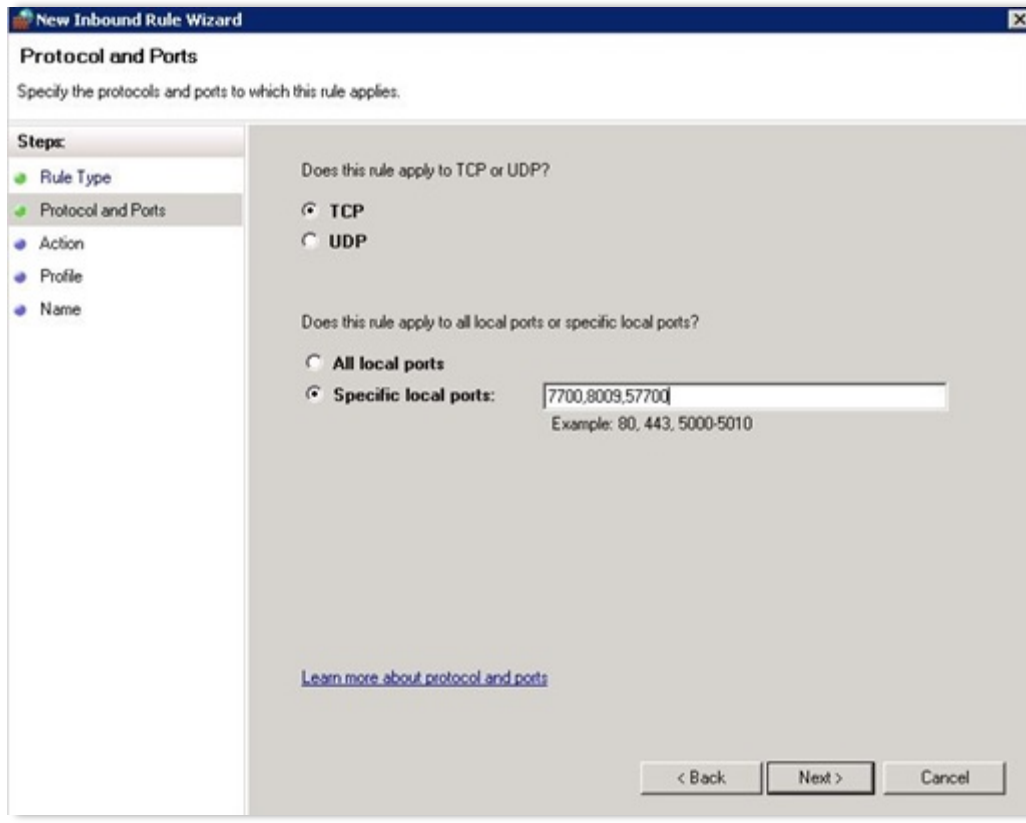 New Inbound Rule Wizard
Protocol and Ports
Specify the protocols and ports to which this rule applies.
Steps:
Rule Type
Protocol and Ports
Action
Profile
Name
Does this rule apply to TCP or UDP?
TCP
UDP
Does this rule apply to all local ports or specific local ports?
All local ports
Specific local ports: 7700,8009,57700
Example: 80, 443, 5000-5010
Learn more about protocol and ports
< Back Next > Cancel